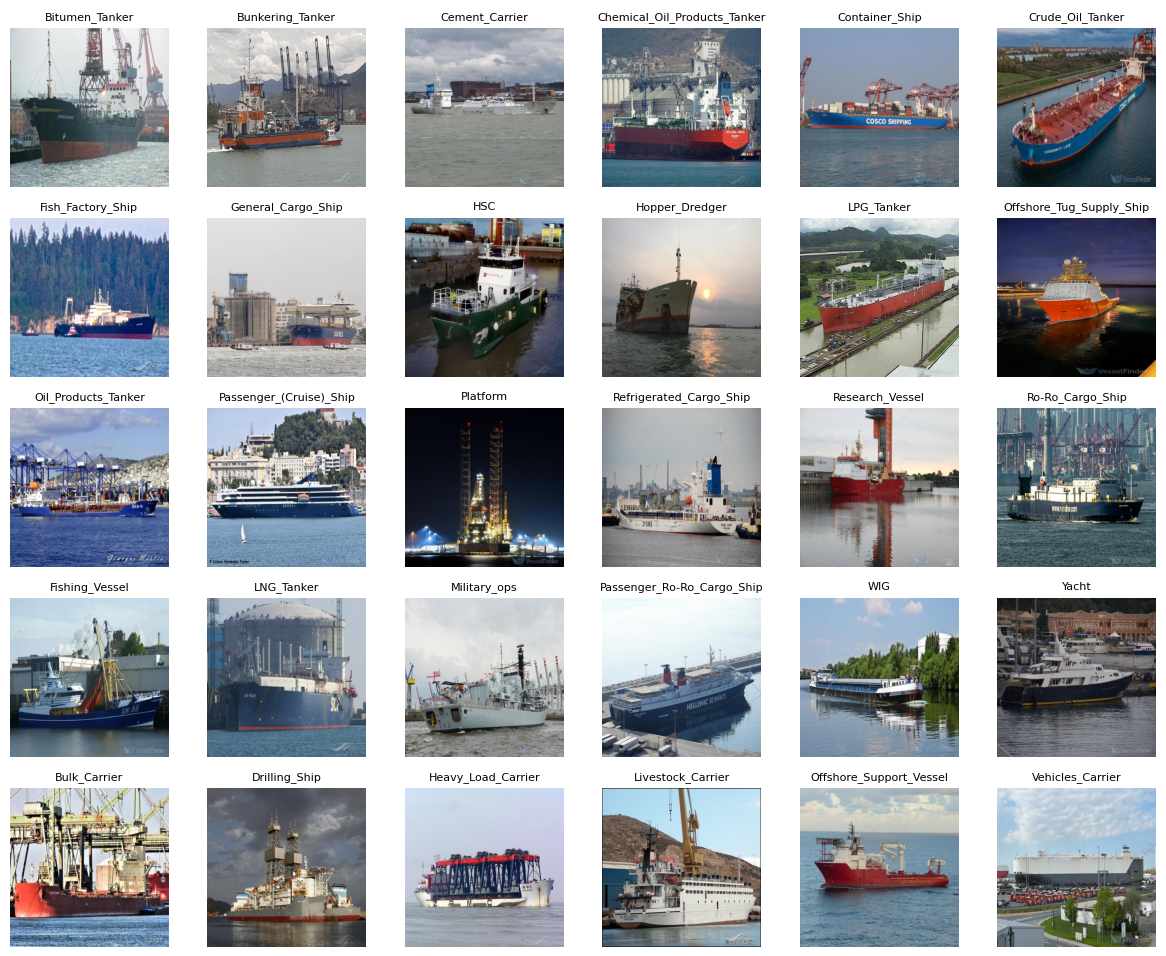 Bitumen_Tanker
Bunkering_Tanker
Cement_Carrier
Chemical_Oil_Products_Tanker
Container_Ship
Crude_Oil_Tanker
COSCO SHIPPING
Fish_Factory_Ship
General_Cargo_Ship
HSC
Hopper_Dredger
LPG_Tanker
Offshore_Tug_Supply_Ship
VesselFinder
Oil_Products_Tanker
Passenger_(Cruise)_Ship
Platform
Refrigerated_Cargo_Ship
Research_Vessel
Ro-Ro_Cargo_Ship
Fishing_Vessel
LNG_Tanker
Military_ops
Passenger_Ro-Ro_Cargo_Ship
WIG
Yacht
HELLENIC SEAWAYS
Bulk_Carrier
Drilling_Ship
Heavy_Load_Carrier
Livestock_Carrier
Offshore_Support_Vessel
Vehicles_Carrier